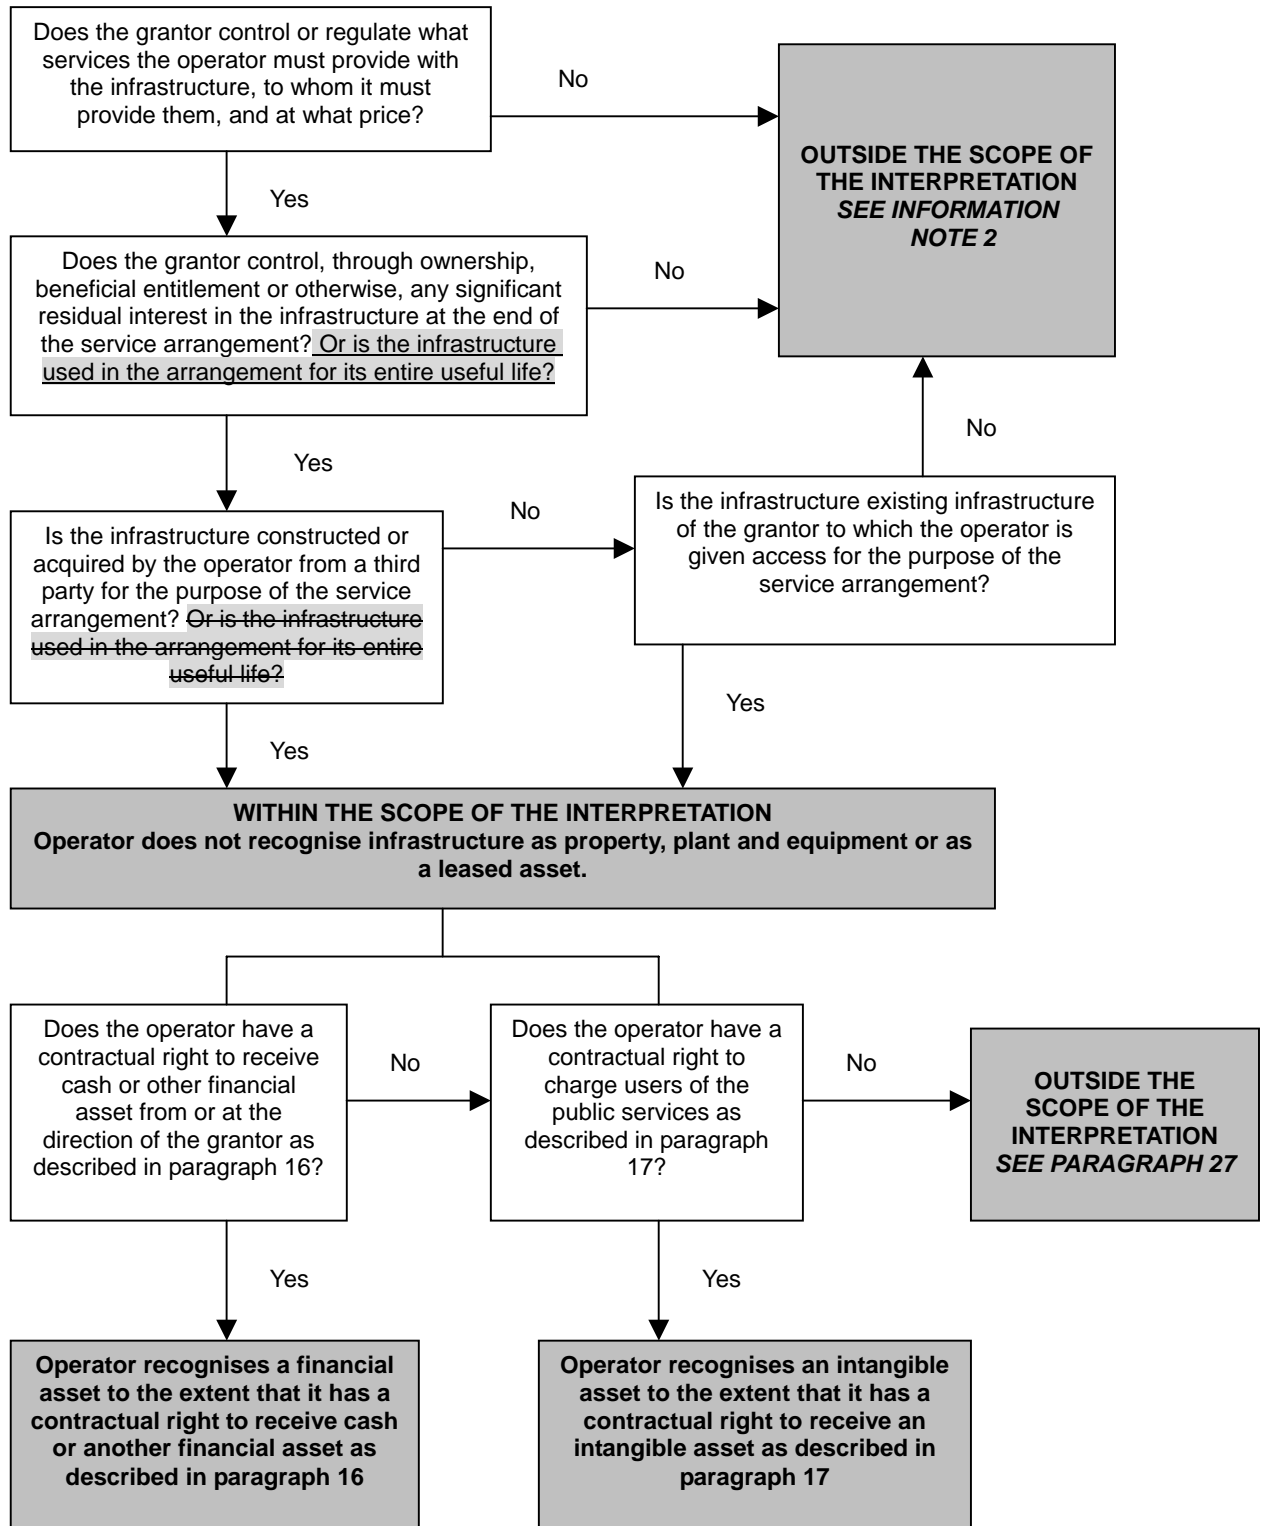 Does the grantor control or regulate what
services the operator must provide with
the infrastructure, to whom it must
provide them, and at what price?
No
OUTSIDE THE SCOPE OF
THE INTERPRETATION
SEE INFORMATION
NOTE 2
Yes
Does the grantor control, through ownership,
beneficial entitlement or otherwise, any significant
residual interest in the infrastructure at the end of
the service arrangement? Or is the infrastructure
used in the arrangement for its entire useful life?
No
Yes
No
Is the infrastructure constructed or
acquired by the operator from a third
party for the purpose of the service
arrangement? Or is the infrastructure
used in the arrangement for its entire
useful life?
No
Is the infrastructure existing infrastructure
of the grantor to which the operator is
given access for the purpose of the
service arrangement?
Yes
Yes
WITHIN THE SCOPE OF THE INTERPRETATION
Operator does not recognise infrastructure as property, plant and equipment or as
a leased asset.
Does the operator have a
contractual right to receive
cash or other financial
asset from or at the
direction of the grantor as
described in paragraph 16?
No
Does the operator have a
contractual right to
charge users of the
public services as
described in paragraph
17?
No
OUTSIDE THE
SCOPE OF THE
INTERPRETATION
SEE PARAGRAPH 27
Yes
Yes
Operator recognises a financial
asset to the extent that it has a
contractual right to receive cash
or another financial asset as
described in paragraph 16
Operator recognises an intangible
asset to the extent that it has a
contractual right to receive an
intangible asset as described in
paragraph 17